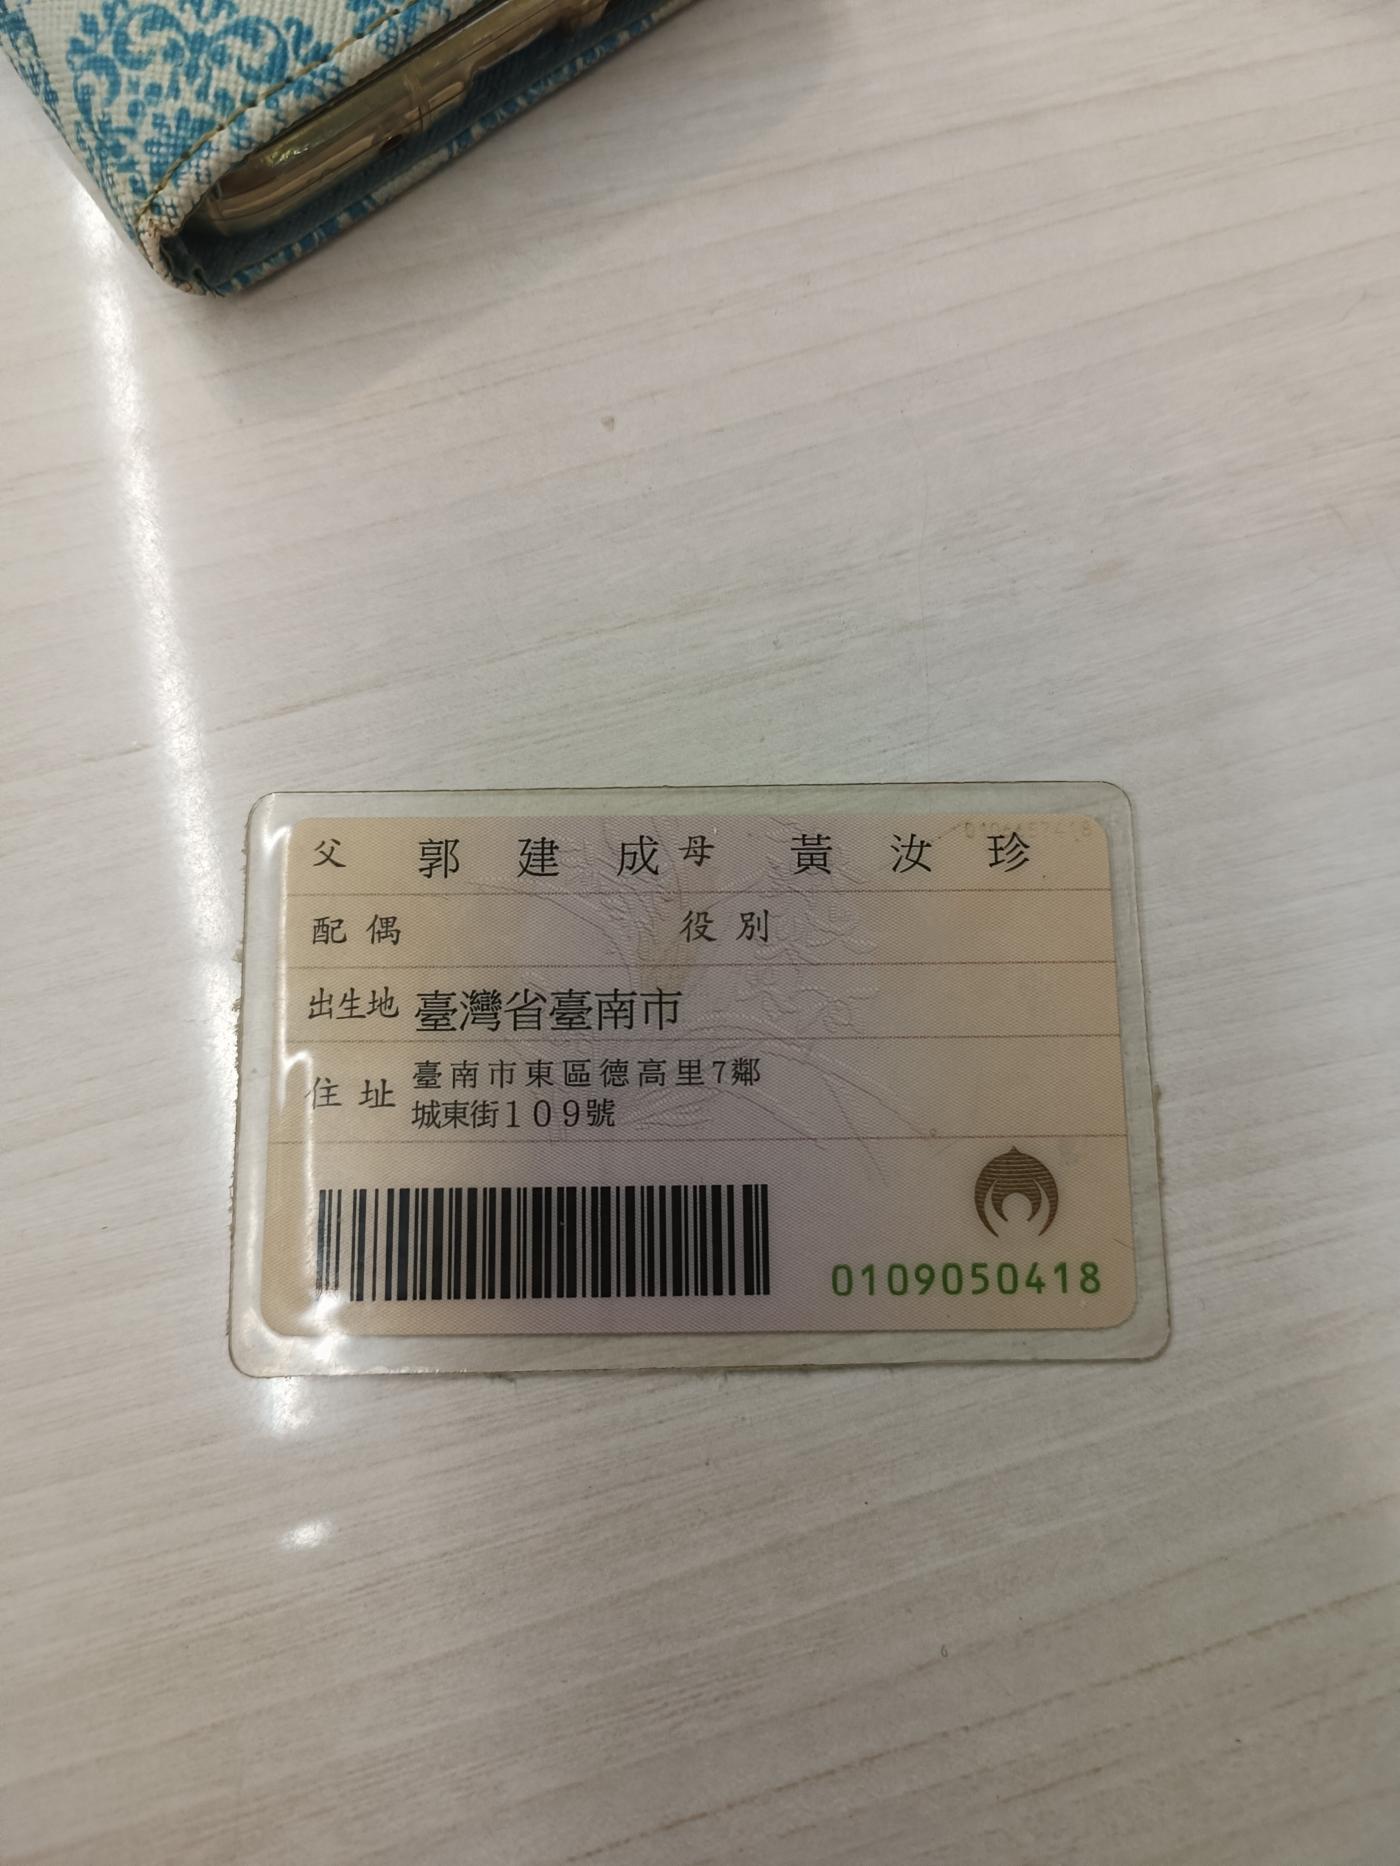 父 郭建成 母 黃汝珍
配偶 役別
出生地 臺灣省臺南市
住址 臺南市東區德高里7鄰
城東街109號
0109050418